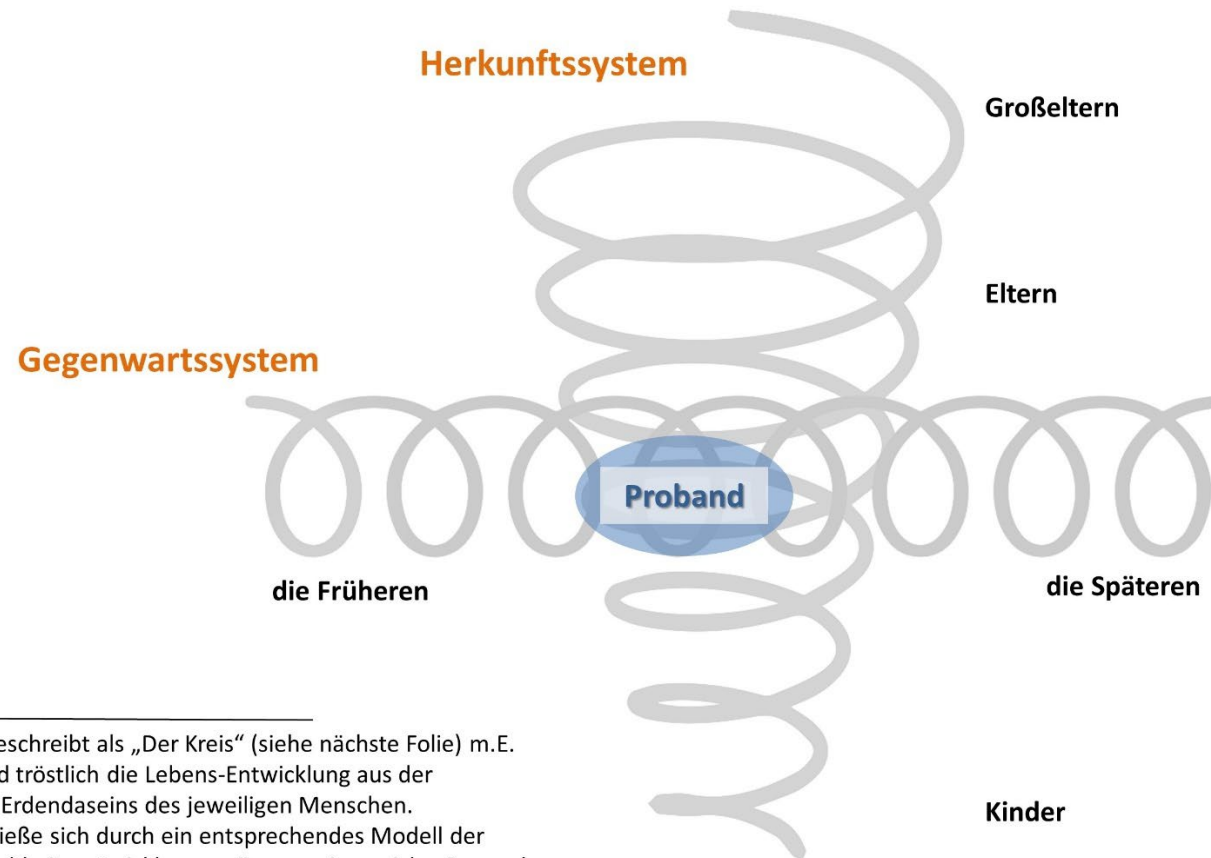 Herkunftssystem
Großeltern
Eltern
Gegenwartssystem
Proband
die Früheren
die Späteren
eschreibt als „Der Kreis“ (siehe nächste Folie) m.E.
d tröstlich die Lebens-Entwicklung aus der
Erdendaseins des jeweiligen Menschen.
ieße sich durch ein entsprechendes Modell der
Kinder